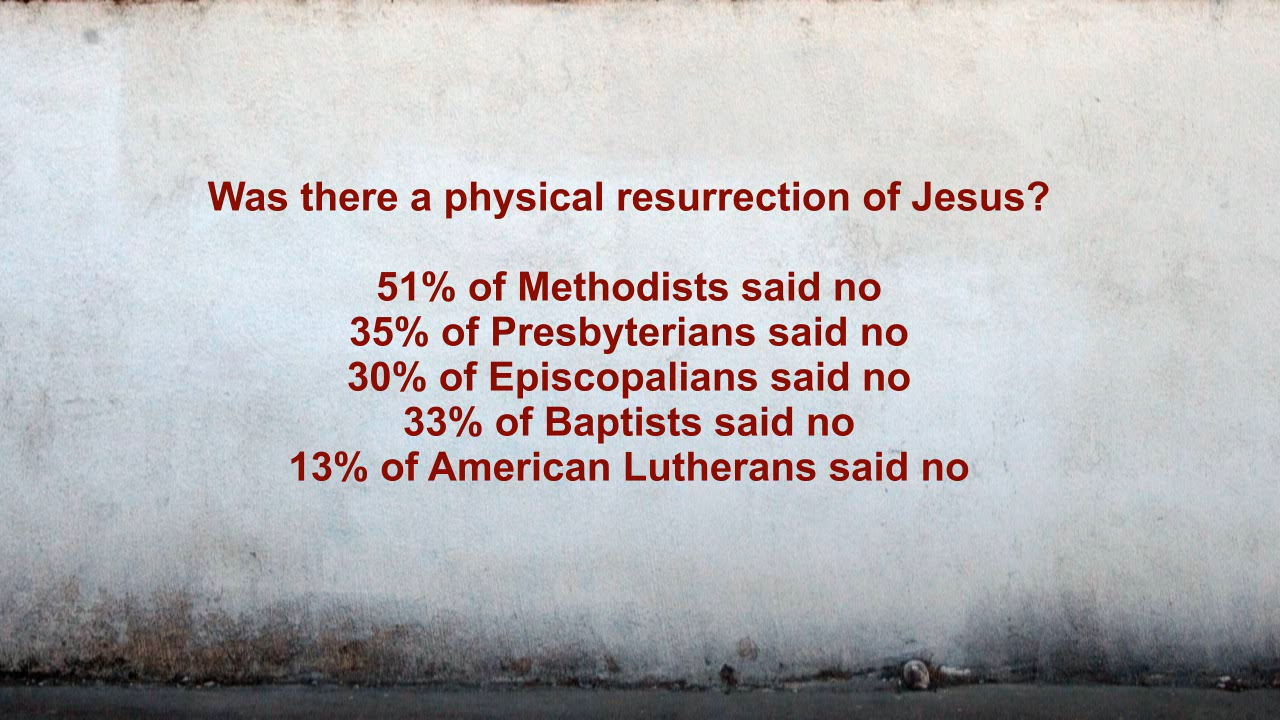 Was there a physical resurrection of Jesus?
51% of Methodists said no
35% of Presbyterians said no
30% of Episcopalians said no
33% of Baptists said no
13% of American Lutherans said no